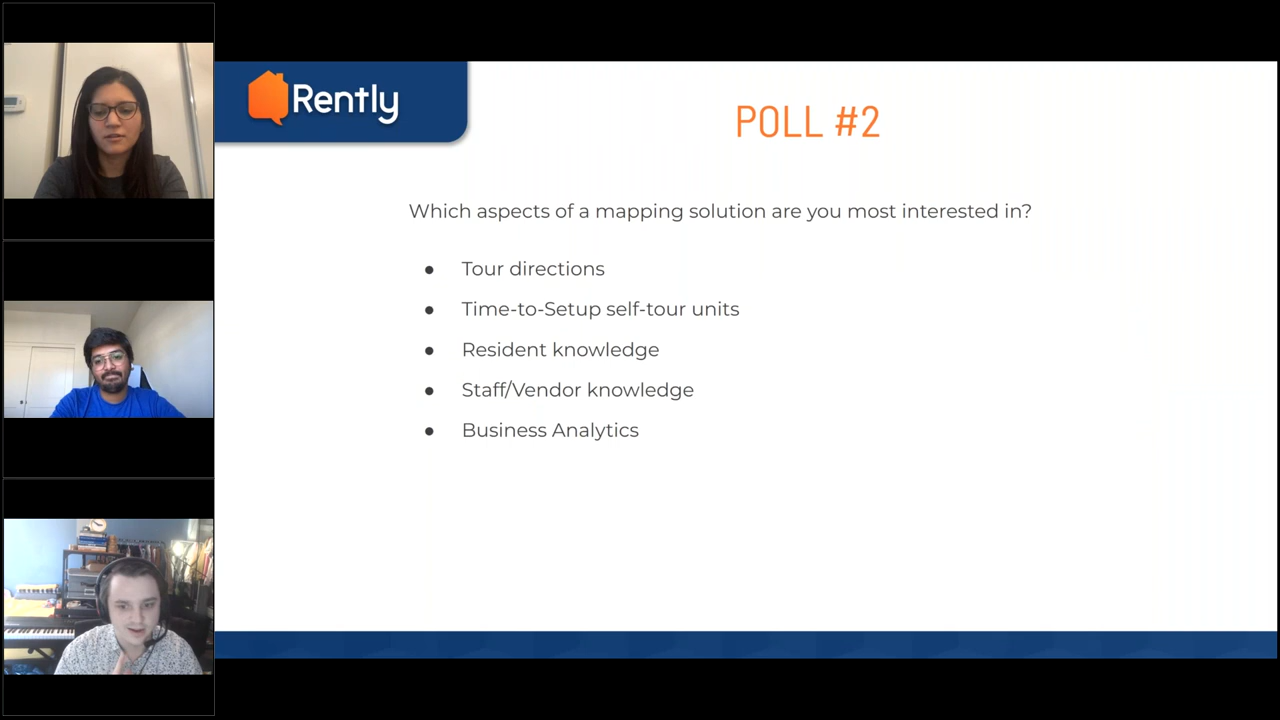 Rently
POLL #2
Which aspects of a mapping solution are you most interested in?
● Tour directions
● Time-to-Setup self-tour units
● Resident knowledge
● Staff/Vendor knowledge
● Business Analytics